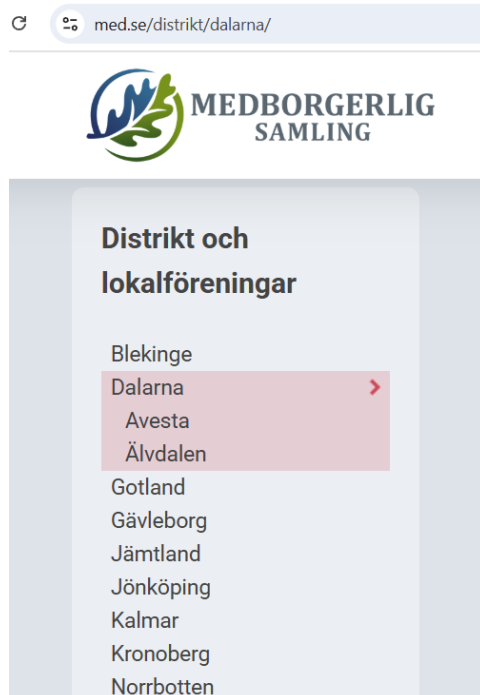 med.se/distrikt/dalarna/
MEDBORGERLIG
SAMLING
Distrikt och
lokalföreningar
Blekinge
Dalarna
Avesta
Älvdalen
Gotland
Gävleborg
Jämtland
Jönköping
Kalmar
Kronoberg
Norrbotten